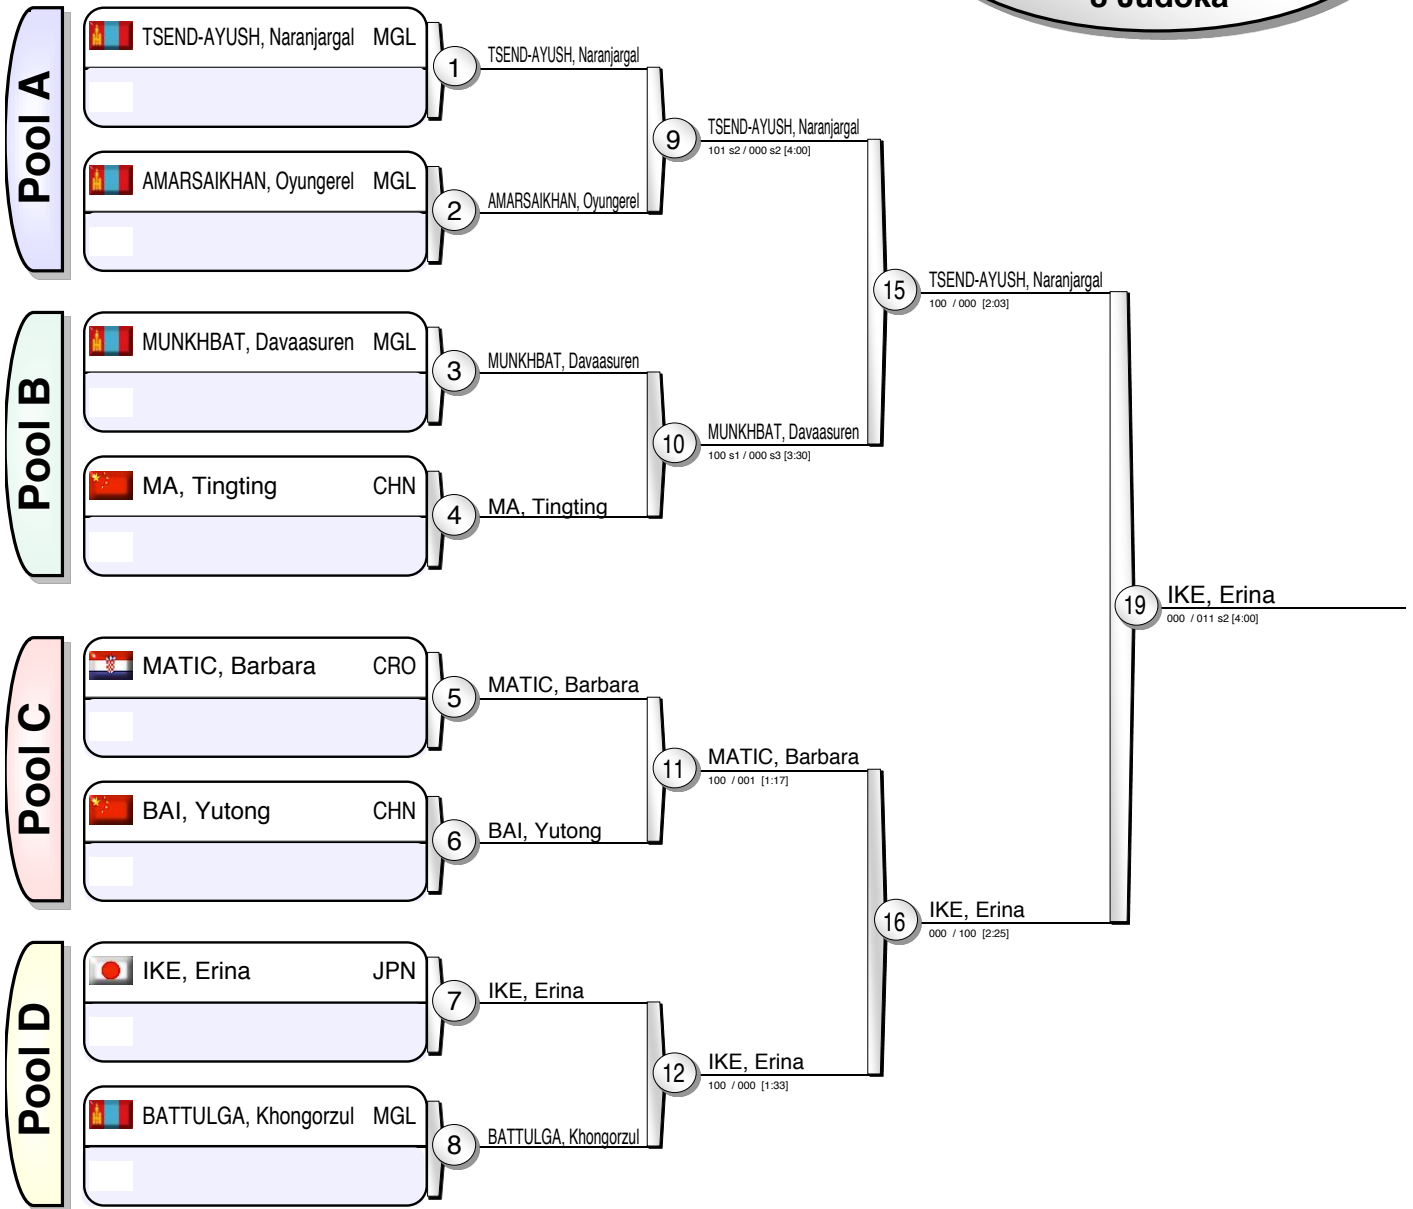 8 Judoka
Pool A
TSEND-AYUSH, Naranjargal MGL
1
TSEND-AYUSH, Naranjargal
AMARSAIKHAN, Oyungerel MGL
2
AMARSAIKHAN, Oyungerel
9
TSEND-AYUSH, Naranjargal
101 s2 / 000 s2 [4:00]
Pool B
MUNKHBAT, Davaasuren MGL
3
MUNKHBAT, Davaasuren
MA, Tingting CHN
4
MA, Tingting
10
MUNKHBAT, Davaasuren
100 s1 / 000 s3 [3:30]
15
TSEND-AYUSH, Naranjargal
100 / 000 [2:03]
Pool C
MATIC, Barbara CRO
5
MATIC, Barbara
BAI, Yutong CHN
6
BAI, Yutong
11
MATIC, Barbara
100 / 001 [1:17]
Pool D
IKE, Erina JPN
7
IKE, Erina
BATTULGA, Khongorzul MGL
8
BATTULGA, Khongorzul
12
IKE, Erina
100 / 000 [1:33]
16
IKE, Erina
000 / 100 [2:25]
19
IKE, Erina
000 / 011 s2 [4:00]